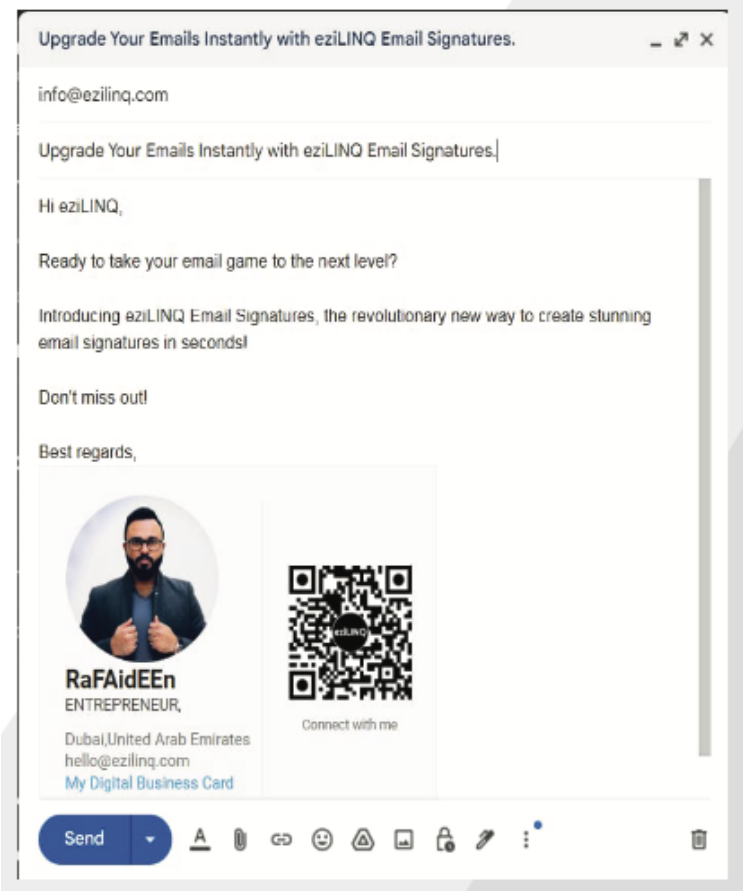 Upgrade Your Emails Instantly with eziLINQ Email Signatures.
info@ezilinq.com
Upgrade Your Emails Instantly with eziLINQ Email Signatures.
Hi eziLINQ,
Ready to take your email game to the next level?
Introducing eziLINQ Email Signatures, the revolutionary new way to create stunning
email signatures in seconds!
Don't miss out!
Best regards,
RaFAidEEn
ENTREPRENEUR,
Dubai,United Arab Emirates
hello@ezilinq.com
My Digital Business Card
eziLINQ
Connect with me
Send